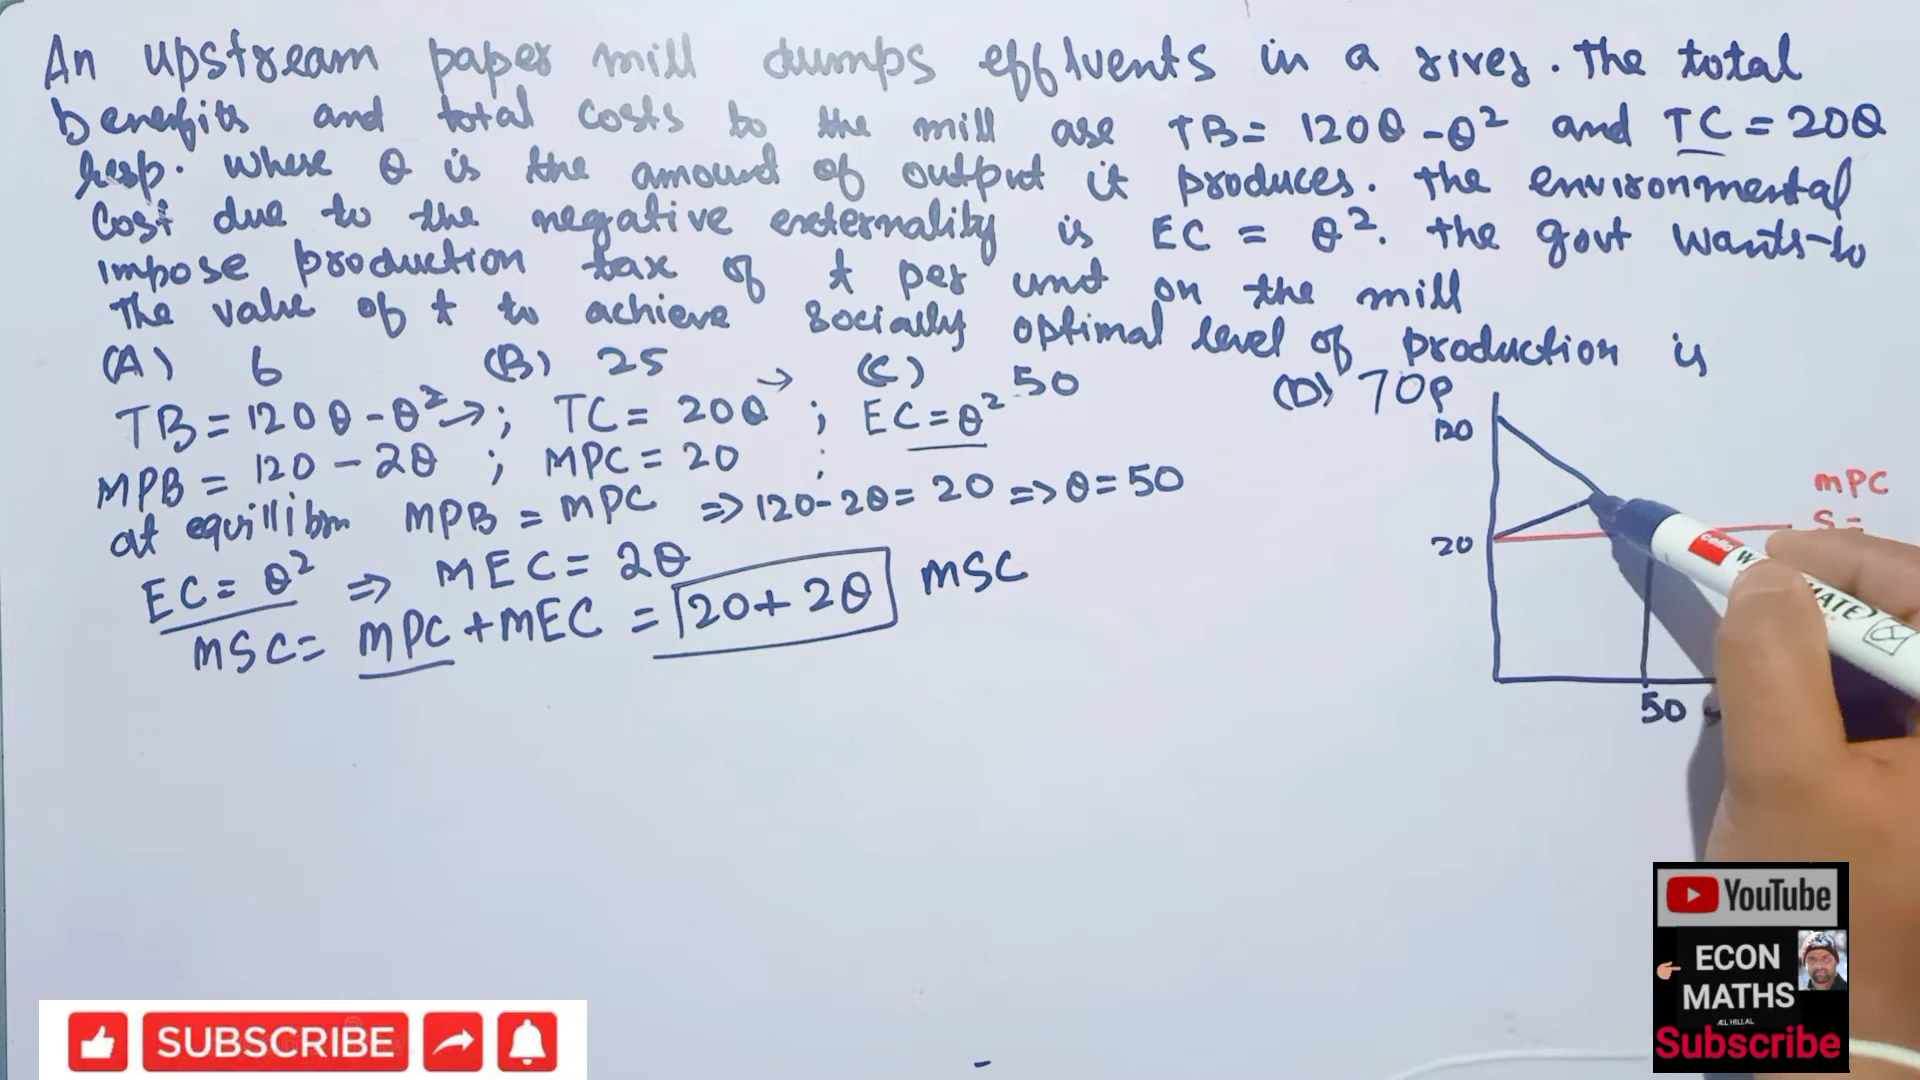 An upstream paper mill dumps efflvents in a river. The total
benefits and total costs to the mill are TB = 120θ - θ² and TC = 20θ
resp. where θ is the amount of output it produces. The environmental
Cost due to the negative externality is EC = θ². the govt wants to
impose production tax of t per unit on the mill
The value of t to achieve socially optimal level of production is
(A) 6 (B) 25 (C) 50 (D) 70
TB = 120θ - θ² → ; TC = 20θ → ; EC = θ²
MPB = 120 - 2θ ; MPC = 20 ;
at equillibm MPB = MPC ⇒ 120 - 2θ = 20 ⇒ θ = 50
EC = θ² ⇒ MEC = 2θ
MSC = MPC + MEC = 20 + 2θ MSC
P
120
MPC
S =
20
50
cello
YouTube
ECON
MATHS
ÆL HILLAL
Subscribe
SUBSCRIBE